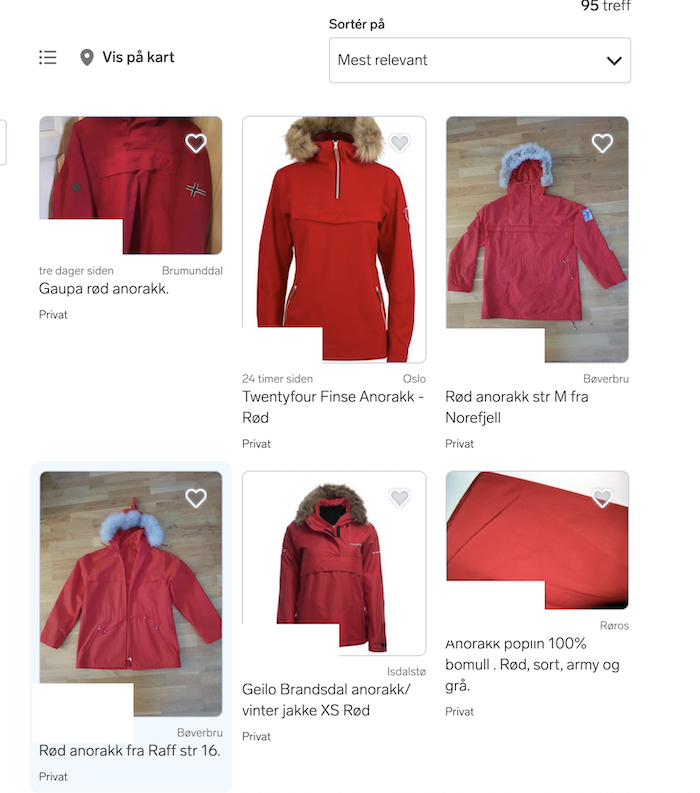 95 treff
Sortér på
Vis på kart
Mest relevant
tre dager siden
Brumunddal
Gaupa rød anorakk.
Privat
24 timer siden
Oslo
Twentyfour Finse Anorakk -
Rød
Privat
Bøverbru
Rød anorakk str M fra
Norefjell
Privat
Bøverbru
Rød anorakk fra Raff str 16.
Privat
Isdalstø
Geilo Brandsdal anorakk/
vinter jakke XS Rød
Privat
Røros
Anorakk poplin 100%
bomull . Rød, sort, army og
grå.
Privat